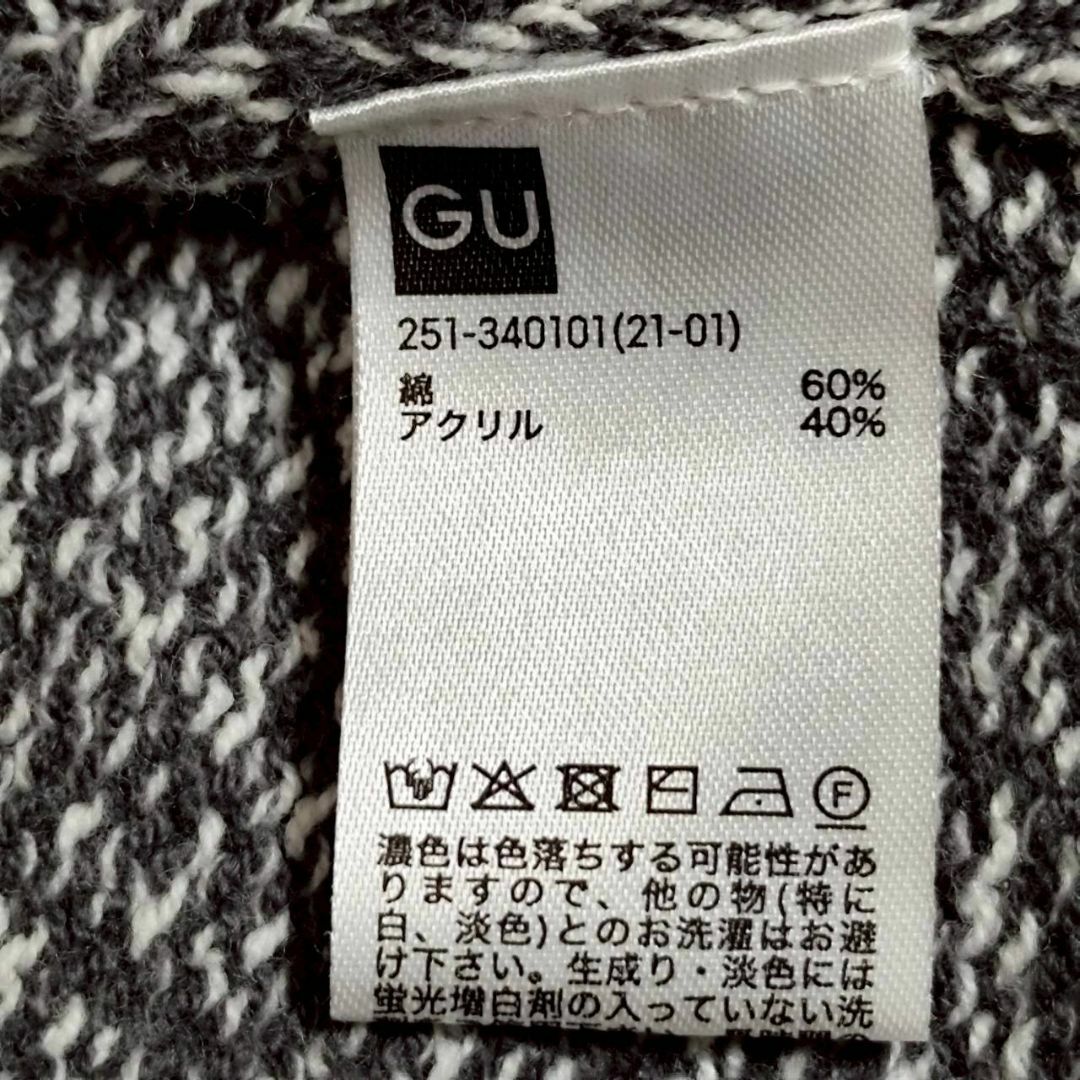 GU
251-340101(21-01)
綿 60%
アクリル 40%
F
濃色は色落ちする可能性があ
りますので、他の物(特に
白、淡色)とのお洗濯はお避
け下さい。生成り・淡色には
蛍光増白剤の入っていない洗